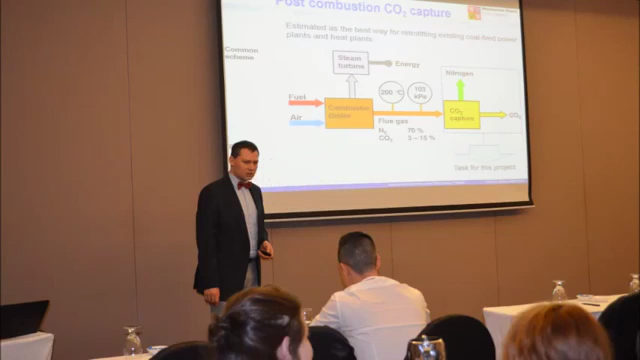 Post combustion CO₂ capture
Estimated as the best way for retrofitting existing coal-fired power
plants and heat plants
Common
scheme
Steam
turbine
Energy
Nitrogen
Fuel
Air
Combustion
200 °C
103
kPa
CO₂
capture
CO₂
Flue gas
N₂ 70 %
CO₂ 3 – 15 %
Task for this project